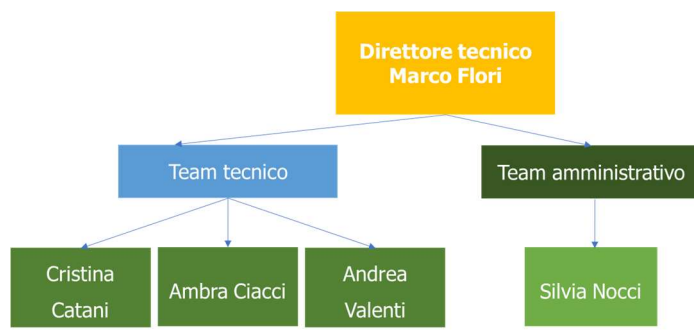 Direttore tecnico
Marco Flori
Team tecnico
Team amministrativo
Cristina
Catani
Ambra Ciacci
Andrea
Valenti
Silvia Nocci